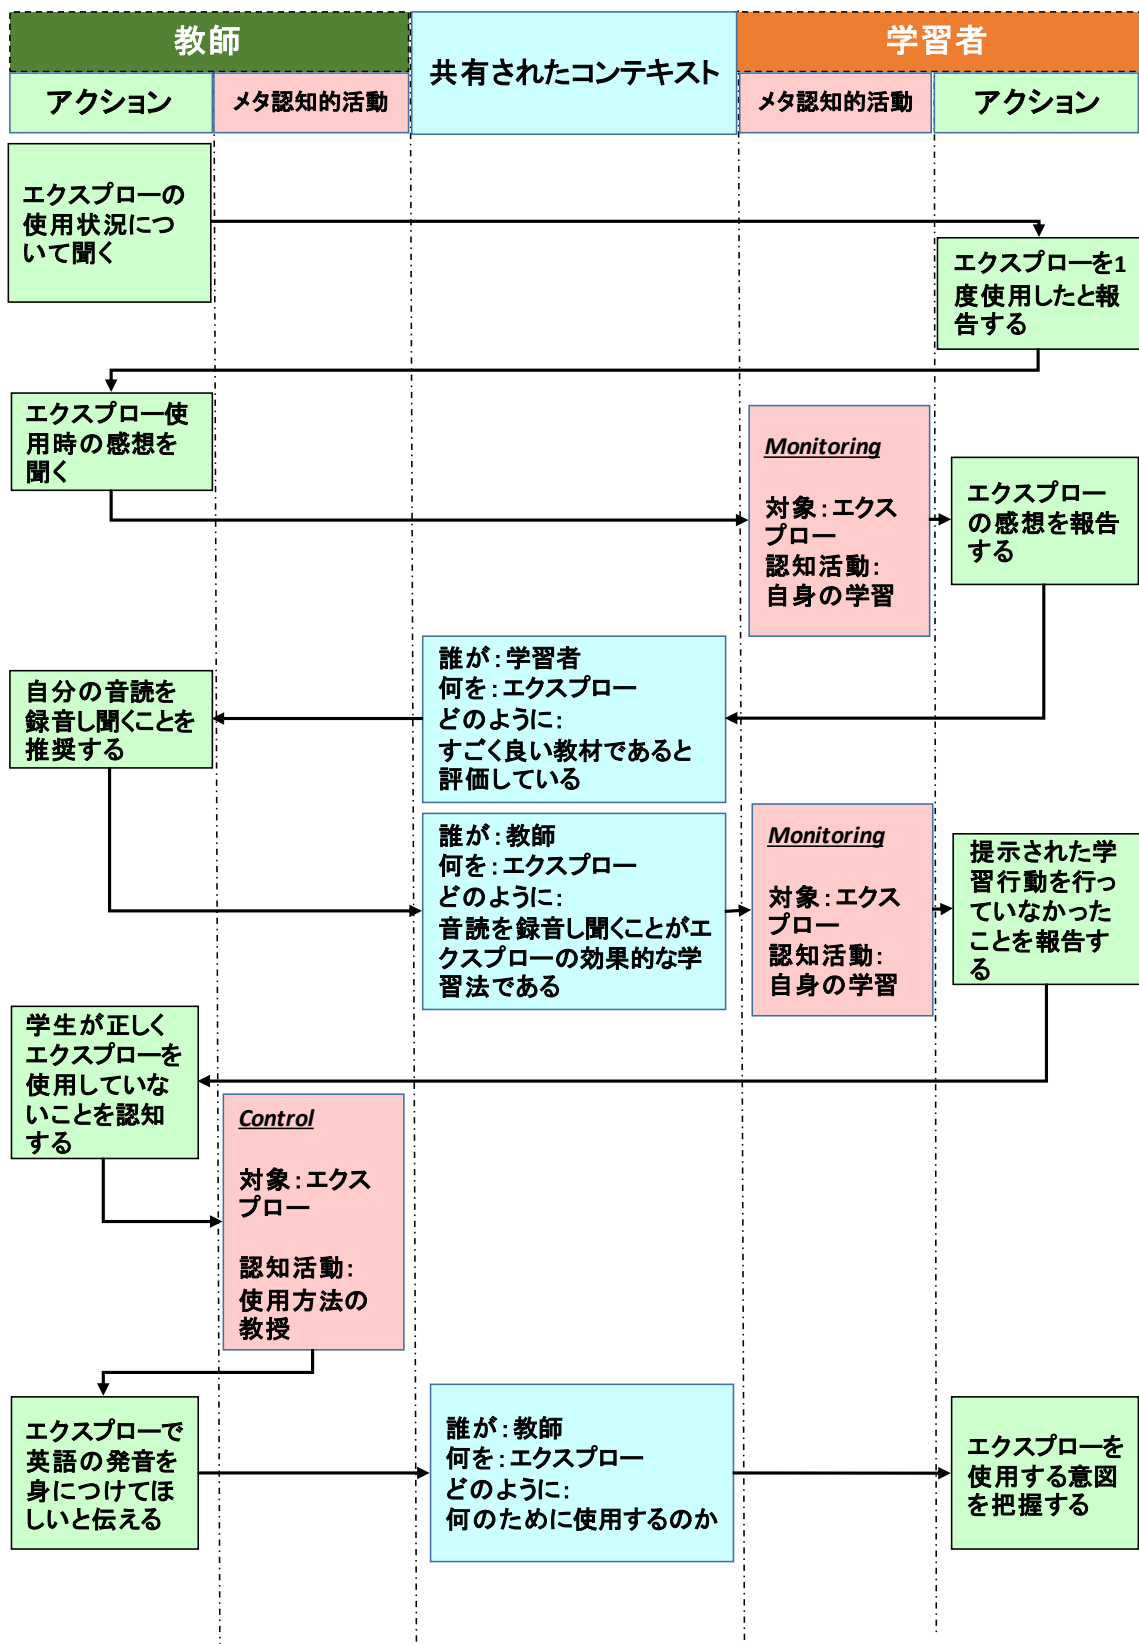 教師
共有されたコンテキスト
学習者
アクション
メタ認知的活動
メタ認知的活動
アクション
エクスプローの
使用状況につ
いて聞く
エクスプローを1
度使用したと報
告する
エクスプロー使
用時の感想を
聞く
Monitoring
対象：エクス
プロー
認知活動：
自身の学習
エクスプロー
の感想を報告
する
誰が：学習者
何を：エクスプロー
どのように：
すごく良い教材であると
評価している
自分の音読を
録音し聞くことを
推奨する
誰が：教師
何を：エクスプロー
どのように：
音読を録音し聞くことがエ
クスプローの効果的な学
習法である
Monitoring
対象：エクス
プロー
認知活動：
自身の学習
提示された学
習行動を行っ
ていなかった
ことを報告す
る
学生が正しく
エクスプローを
使用していな
いことを認知
する
Control
対象：エクス
プロー
認知活動：
使用方法の
教授
エクスプローで
英語の発音を
身につけてほ
しいと伝える
誰が：教師
何を：エクスプロー
どのように：
何のために使用するのか
エクスプローを
使用する意図
を把握する